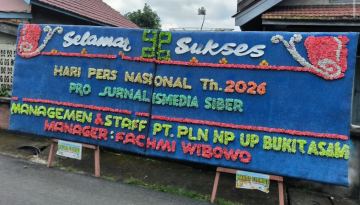 Selamat Sukses
HARI PERS NASIONAL TH. 2026
PRO JURNALISMEDIA SIBER
MANAGEMEN & STAFF PT. PLN NP UP BUKIT ASAM
MANAGER : FACHMI WIBOWO